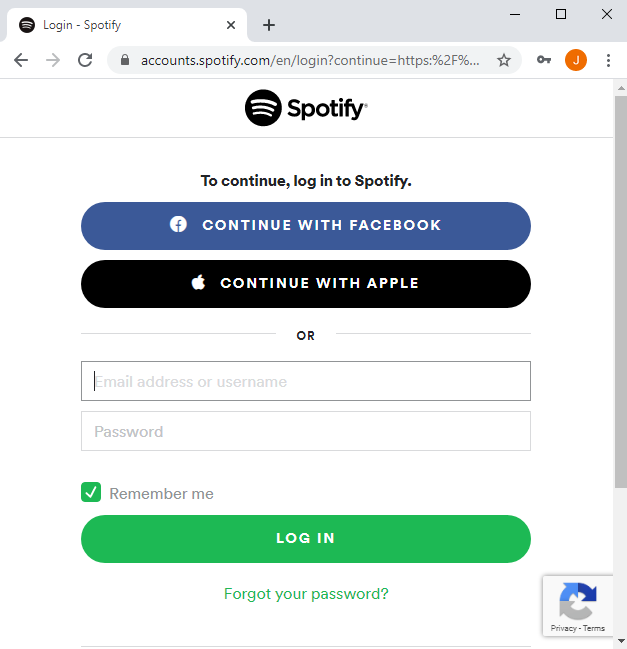 Login - Spotify
J
accounts.spotify.com/en/login?continue=https:%2F%...
Spotify®
To continue, log in to Spotify.
CONTINUE WITH FACEBOOK
CONTINUE WITH APPLE
OR
Email address or username
Password
Remember me
LOG IN
Forgot your password?
Privacy - Terms